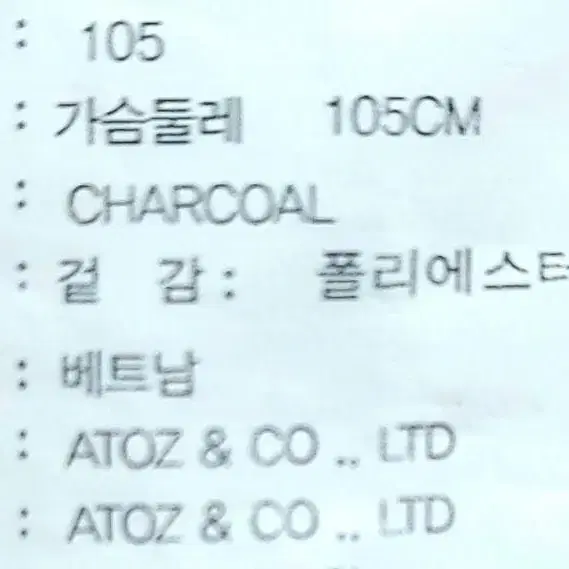 : 105
: 가슴둘레 105CM
: CHARCOAL
: 겉 감 : 폴리에스터
: 베트남
: ATOZ & CO .. LTD
: ATOZ & CO .. LTD